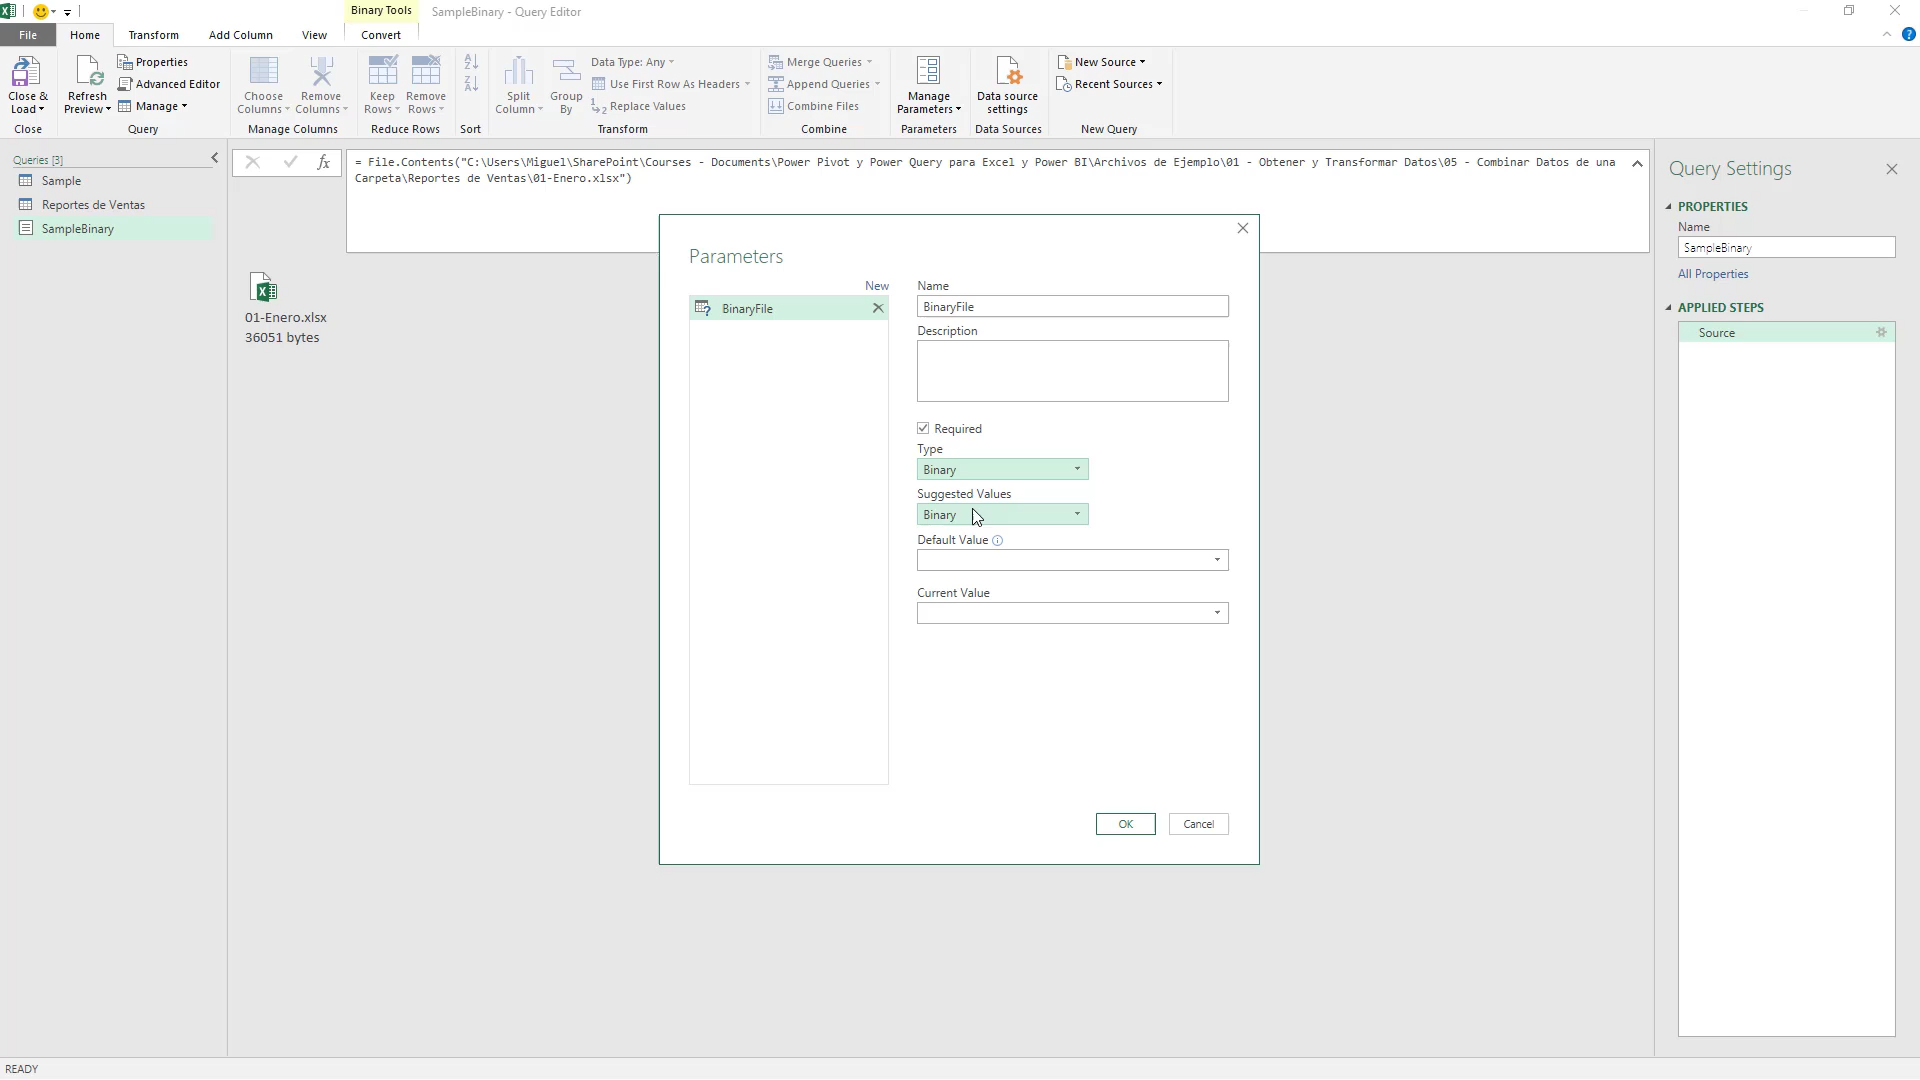 Binary Tools
SampleBinary - Query Editor
File
Home
Transform
Add Column
View
Convert
Close &
Load
Close
Refresh
Preview
Properties
Advanced Editor
Manage
Query
Choose
Columns
Remove
Columns
Manage Columns
Keep
Rows
Remove
Rows
Reduce Rows
Sort
Split
Column
Group
By
Data Type: Any
Use First Row As Headers
Replace Values
Transform
Merge Queries
Append Queries
Combine Files
Combine
Manage
Parameters
Parameters
Data source
settings
Data Sources
New Source
Recent Sources
New Query
Queries [3]
Sample
Reportes de Ventas
SampleBinary
fx
= File.Contents("C:\Users\Miguel\SharePoint\Courses - Documents\Power Pivot y Power Query para Excel y Power BI\Archivos de Ejemplo\01 - Obtener y Transformar Datos\05 - Combinar Datos de una
Carpeta\Reportes de Ventas\01-Enero.xlsx")
01-Enero.xlsx
36051 bytes
Parameters
New
BinaryFile
Name
BinaryFile
Description
Required
Type
Binary
Suggested Values
Binary
Default Value
Current Value
OK
Cancel
Query Settings
PROPERTIES
Name
SampleBinary
All Properties
APPLIED STEPS
Source
READY